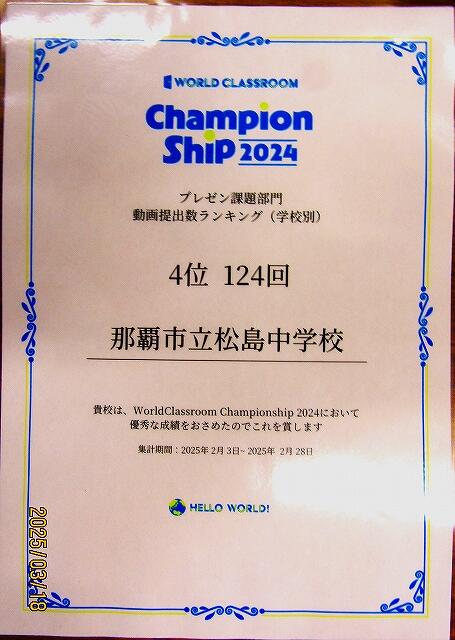 WORLD CLASSROOM
Champion
Ship 2024
プレゼン課題部門
動画提出数ランキング（学校別）
4位 124回
那覇市立松島中学校
貴校は、WorldClassroom Championship 2024において
優秀な成績をおさめたのでこれを賞します
集計期間：2025年 2月 3日~ 2025年 2月 28日
HELLO WORLD!
2025/03/18